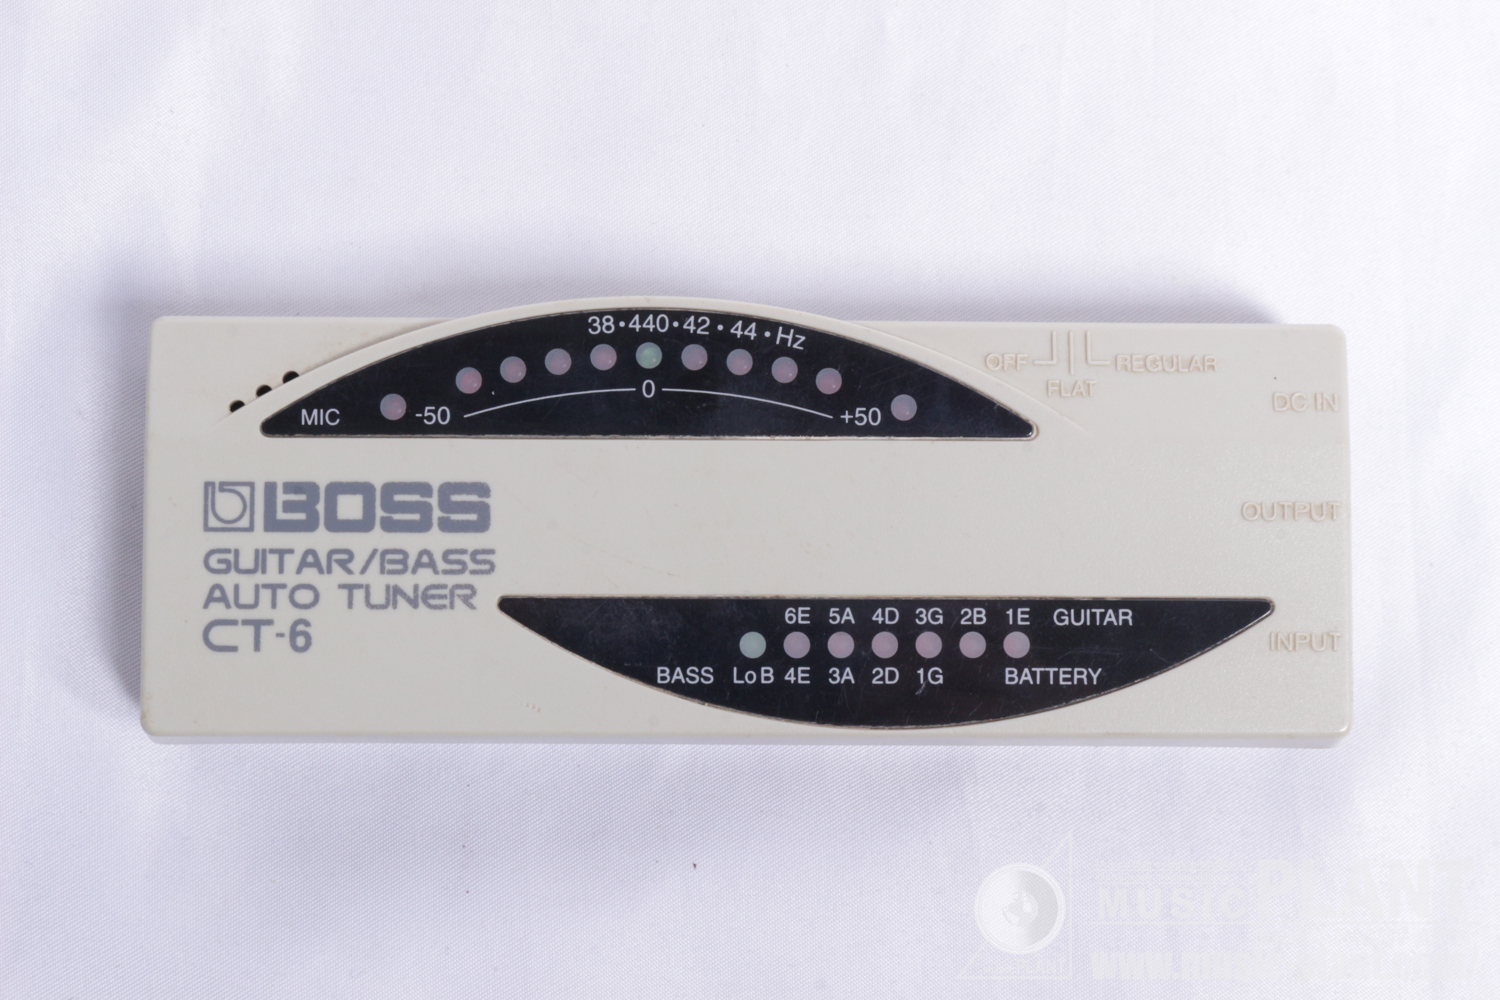 38•440•42•44•Hz
OFF REGULAR
FLAT
0
MIC -50 +50
DC IN
BOSS
OUTPUT
GUITAR/BASS
AUTO TUNER
CT-6
6E 5A 4D 3G 2B 1E GUITAR
INPUT
BASS LoB 4E 3A 2D 1G BATTERY
MUSIC PLANT